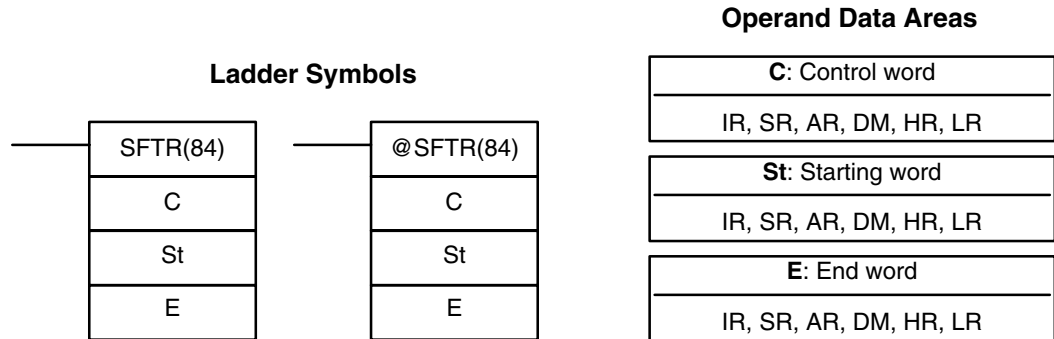 Ladder Symbols
SFTR(84)
C
St
E
@SFTR(84)
C
St
E
Operand Data Areas
C: Control word
IR, SR, AR, DM, HR, LR
St: Starting word
IR, SR, AR, DM, HR, LR
E: End word
IR, SR, AR, DM, HR, LR